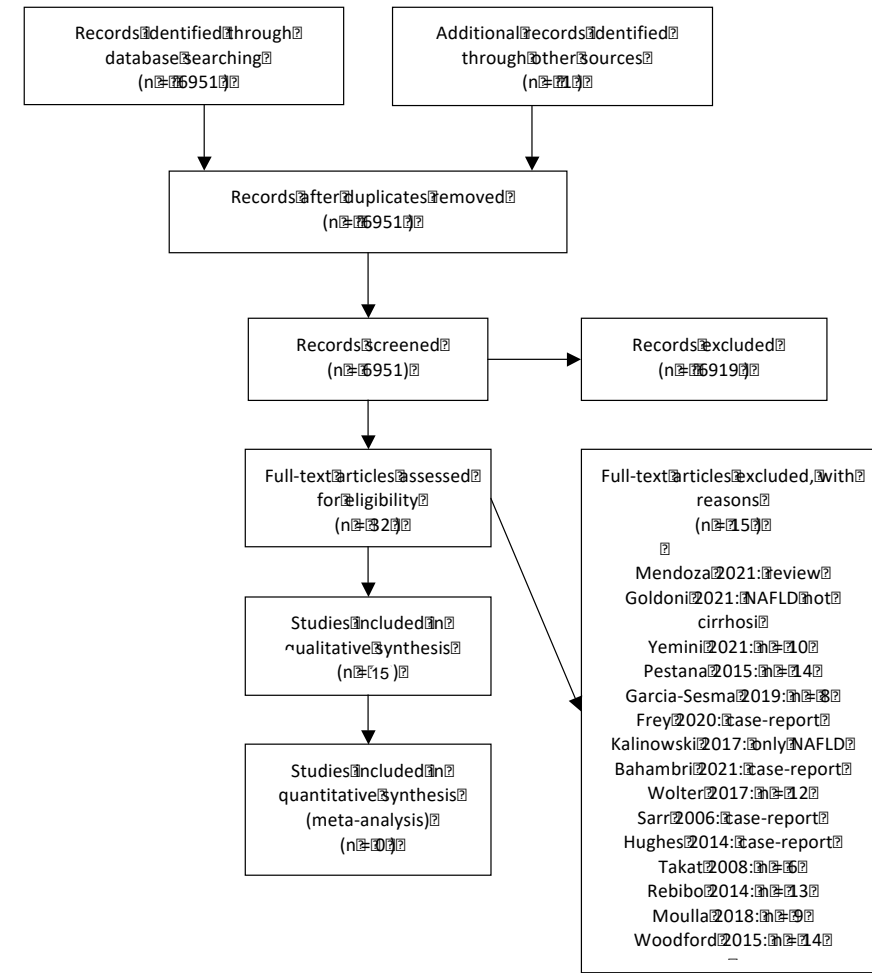 Records identified through
database searching
(n = 6951)
Additional records identified
through other sources
(n = 1)
Records after duplicates removed
(n = 6951)
Records screened
(n = 6951)
Records excluded
(n = 6919)
Full-text articles assessed
for eligibility
(n = 32)
Full-text articles excluded, with
reasons
(n = 15)
Mendoza 2021: review
Goldoni 2021: NAFLD not
cirrhosi
Yemini 2021: n = 10
Pestana 2015: n = 14
Garcia-Sesma 2019: n = 8
Frey 2020: case-report
Kalinowski 2017: only NAFLD
Bahambri 2021: case-report
Wolter 2017: n = 12
Sarr 2006: case-report
Hughes 2014: case-report
Takat 2008: n = 6
Rebibo 2014: n = 13
Moulla 2018: n = 9
Woodford 2015: n = 14
Studies included in
qualitative synthesis
(n = 15)
Studies included in
quantitative synthesis
(meta-analysis)
(n = 0)